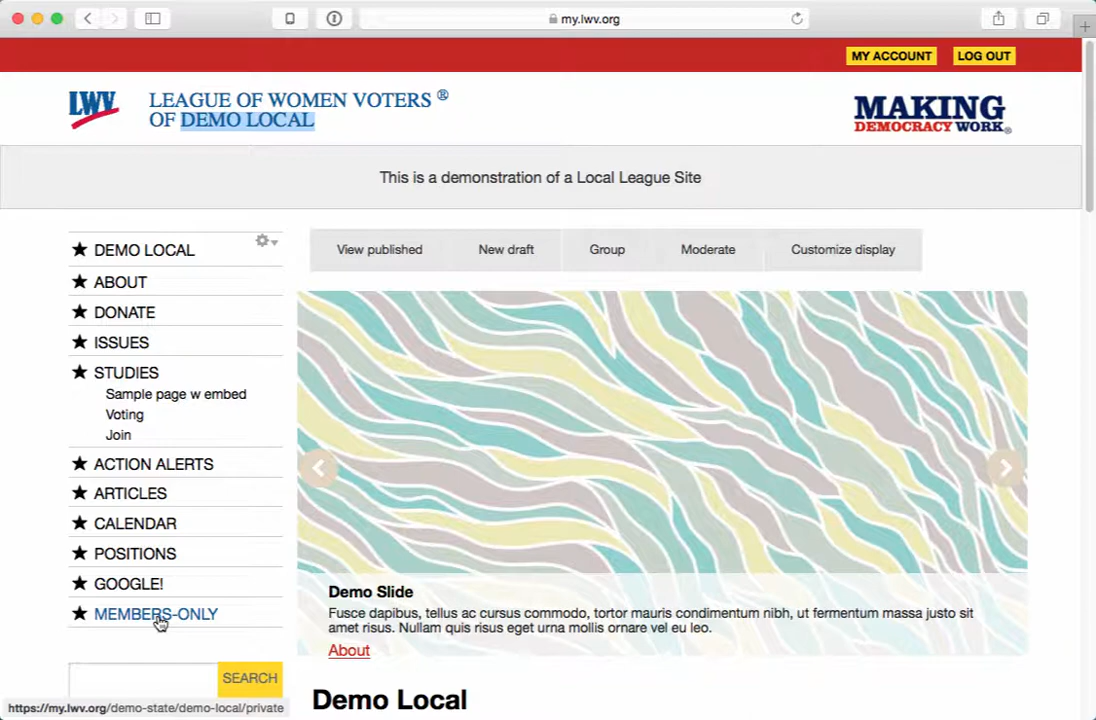 my.lwv.org
MY ACCOUNT
LOG OUT
LWV
LEAGUE OF WOMEN VOTERS ®
OF DEMO LOCAL
MAKING
DEMOCRACY WORK®
This is a demonstration of a Local League Site
DEMO LOCAL
ABOUT
DONATE
ISSUES
STUDIES
Sample page w embed
Voting
Join
ACTION ALERTS
ARTICLES
CALENDAR
POSITIONS
GOOGLE!
MEMBERS-ONLY
SEARCH
https://my.lwv.org/demo-state/demo-local/private
View published
New draft
Group
Moderate
Customize display
Demo Slide
Fusce dapibus, tellus ac cursus commodo, tortor mauris condimentum nibh, ut fermentum massa justo sit
amet risus. Nullam quis risus eget urna mollis ornare vel eu leo.
About
Demo Local